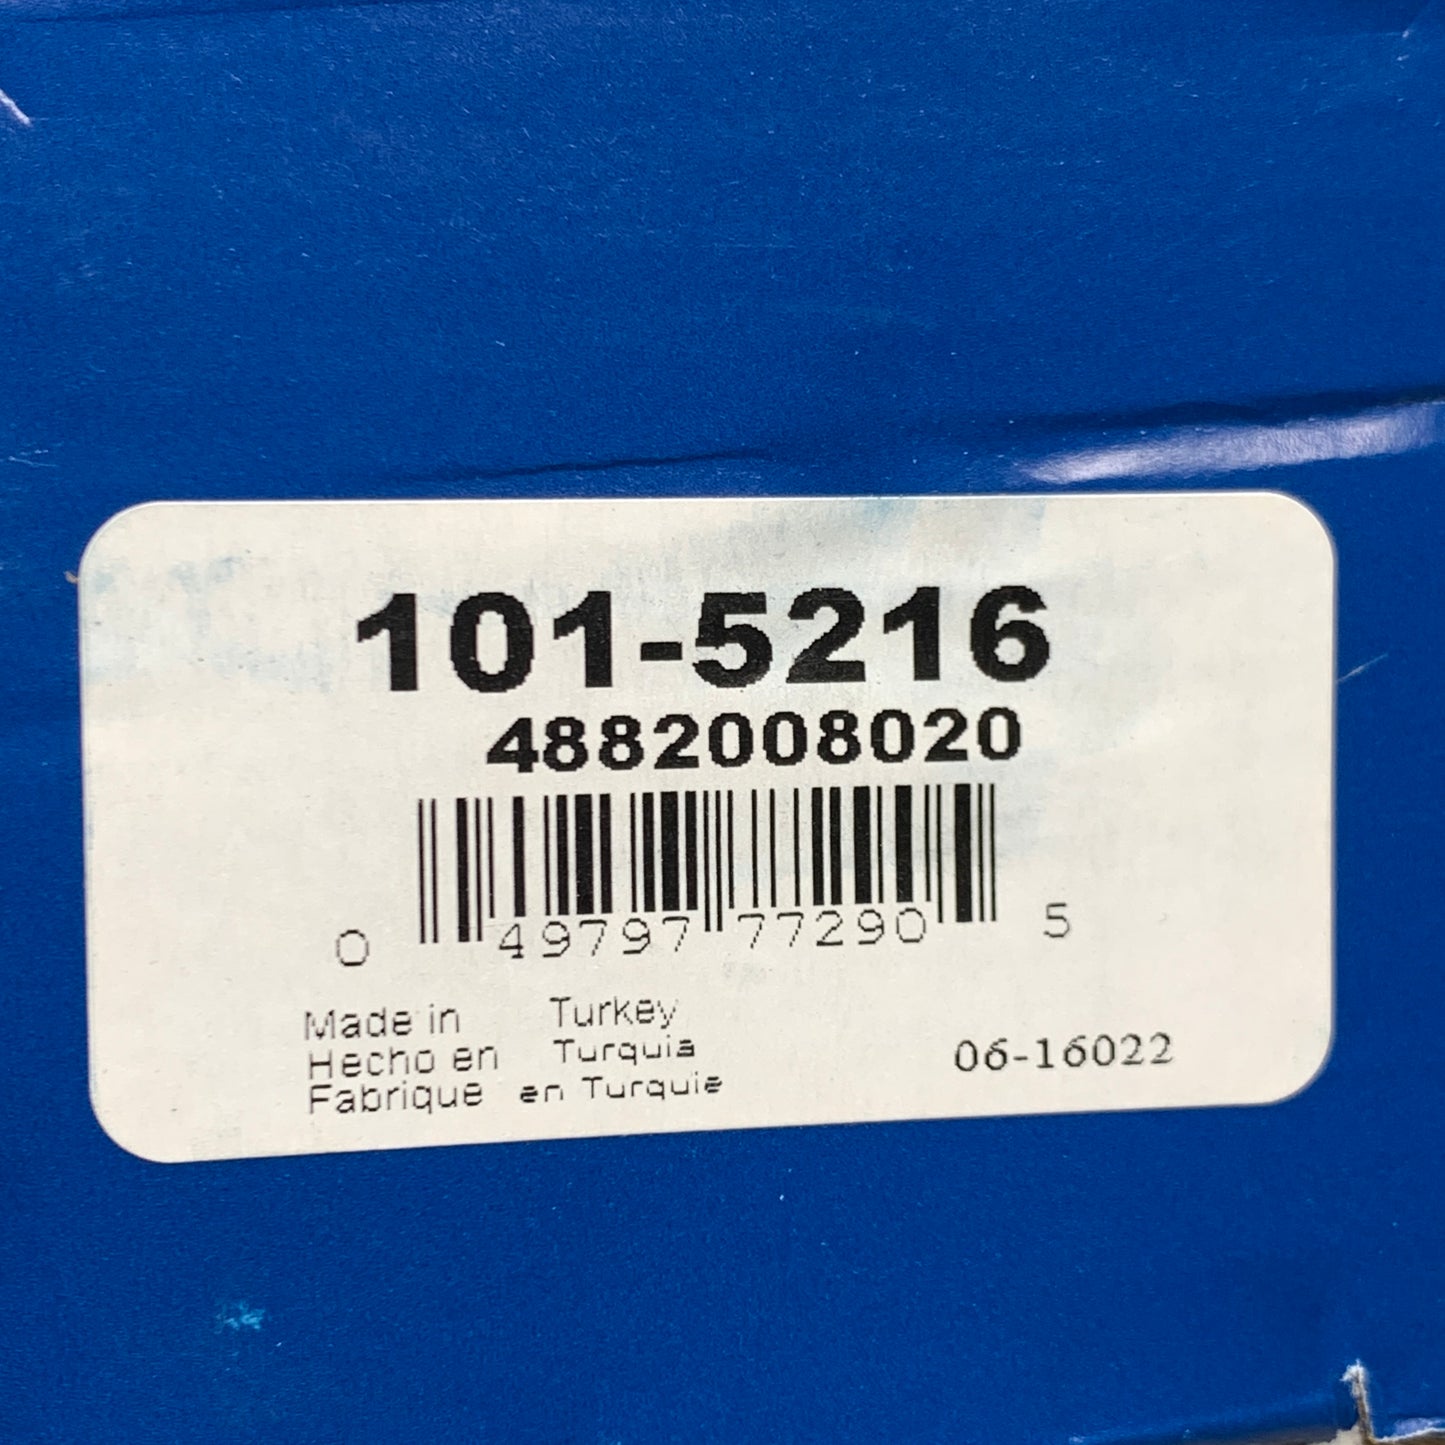 101-5216
4882008020
0 49797 77290 5
Made in Turkey
Hecho en Turquia
Fabrique en Turquie
06-16022